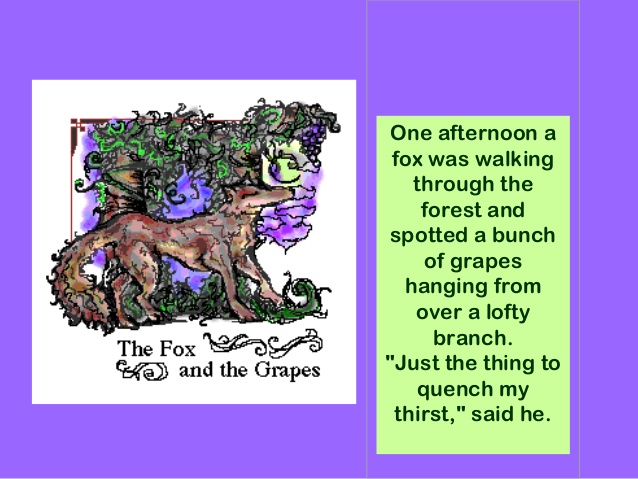 The Fox
and the Grapes
One afternoon a
fox was walking
through the
forest and
spotted a bunch
of grapes
hanging from
over a lofty
branch.
"Just the thing to
quench my
thirst," said he.